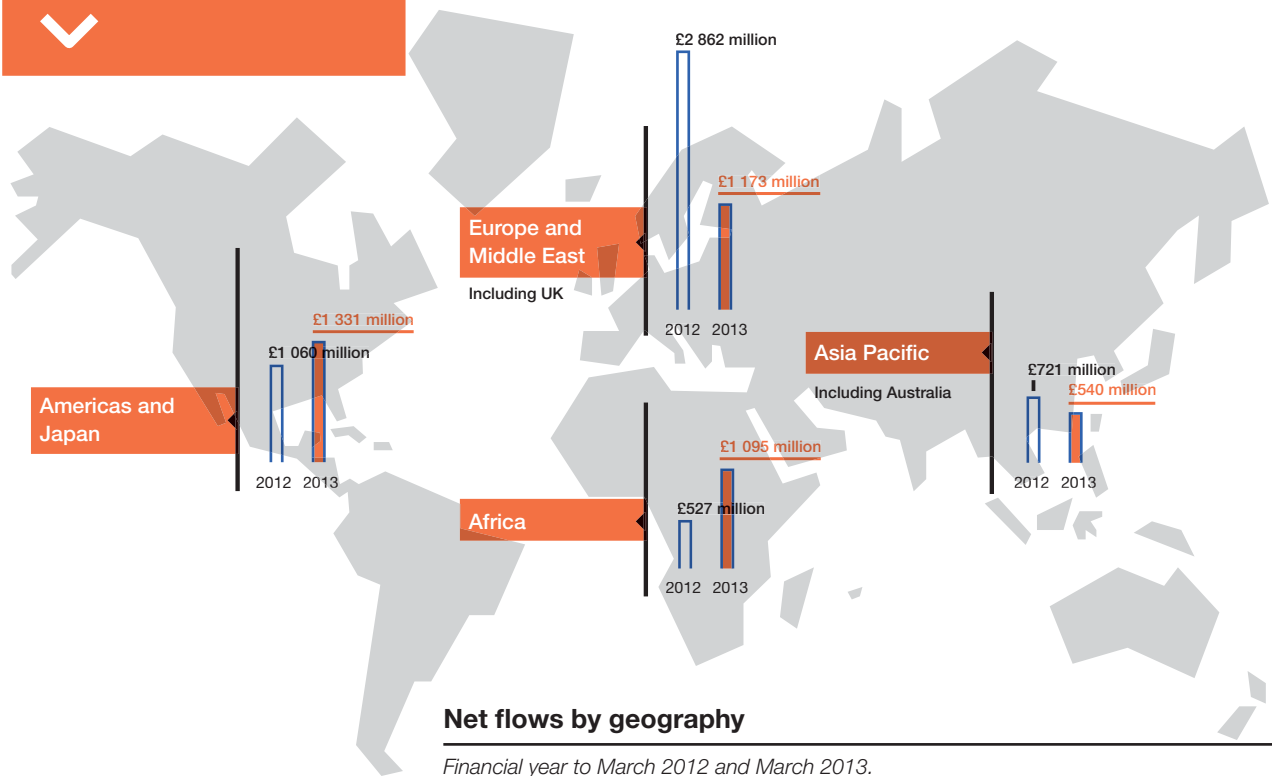 £2 862 million
£1 173 million
Europe and
Middle East
Including UK
2012 2013
£1 331 million
£1 060 million
Americas and
Japan
2012 2013
Asia Pacific
Including Australia
£721 million
£540 million
2012 2013
£1 095 million
£527 million
Africa
2012 2013
Net flows by geography
Financial year to March 2012 and March 2013.